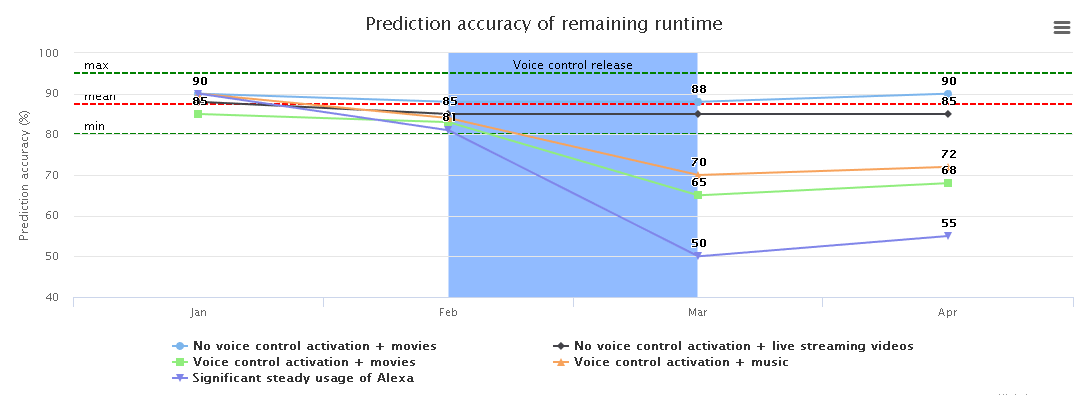 Prediction accuracy of remaining runtime
100
Voice control release
max
90
90
88
90
mean
85
85
85
81
min
80
Prediction accuracy (%)
70
70
72
65
68
60
50
50
55
40
Jan
Feb
Mar
Apr
No voice control activation + movies
No voice control activation + live streaming videos
Voice control activation + movies
Voice control activation + music
Significant steady usage of Alexa